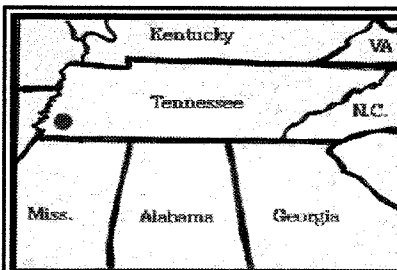 Kentucky
VA
Tennessee
N.C.
Miss.
Alabama
Georgia